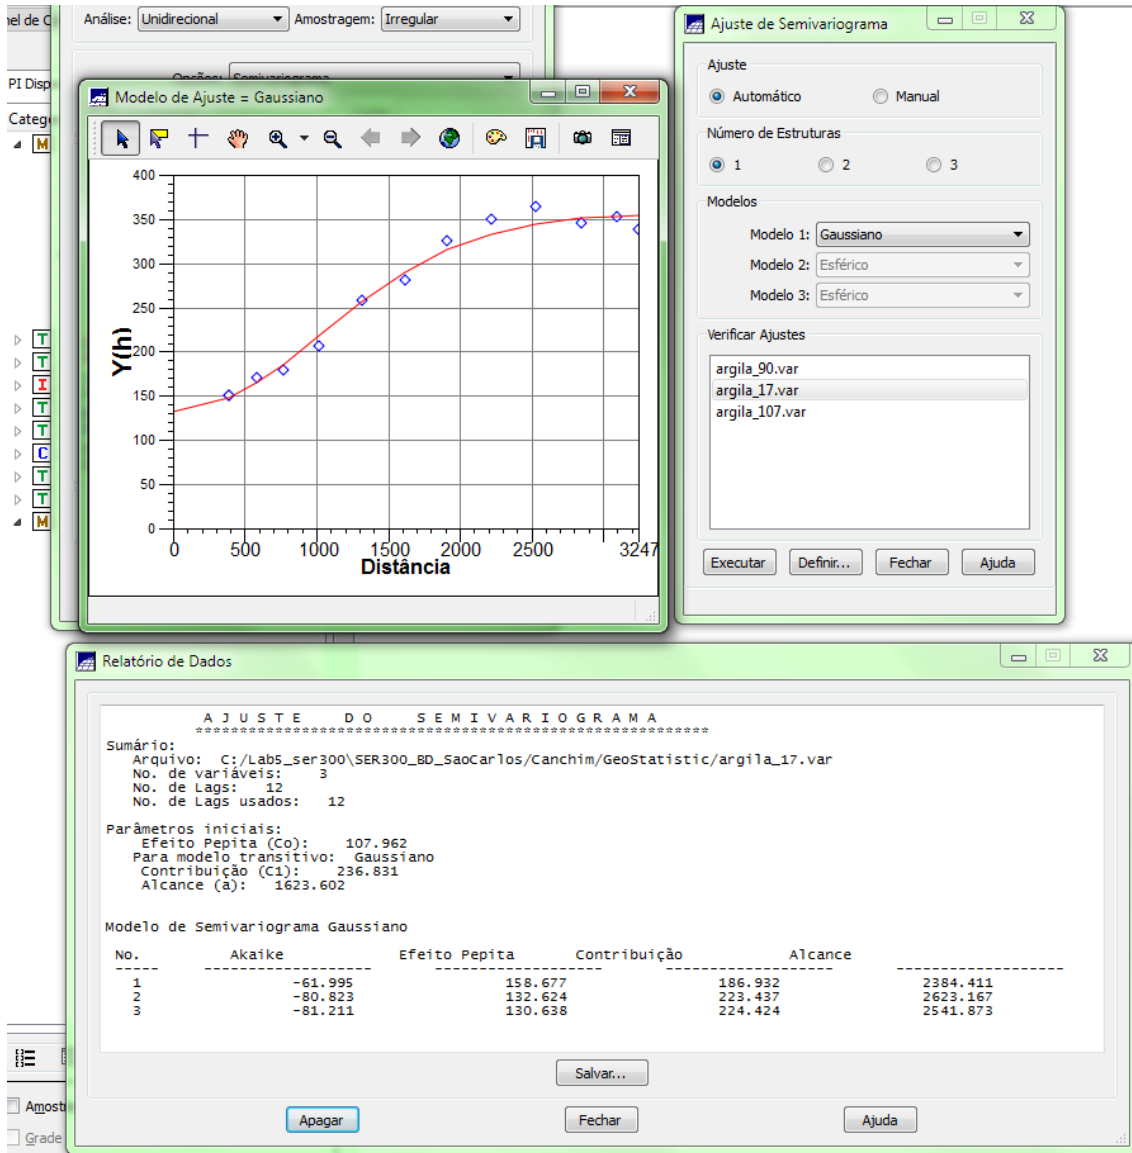 nel de C
Análise: Unidirecional Amostragem: Irregular
PI Disp
Opções: Semivariograma
Catego
M
T
T
I
T
T
C
T
T
M
Modelo de Ajuste = Gaussiano
400
350
300
250
200
150
100
50
0
Y(h)
0 500 1000 1500 2000 2500 3247
Distância
Ajuste de Semivariograma
Ajuste
Automático Manual
Número de Estruturas
1 2 3
Modelos
Modelo 1: Gaussiano
Modelo 2: Esférico
Modelo 3: Esférico
Verificar Ajustes
argila_90.var
argila_17.var
argila_107.var
Executar Definir... Fechar Ajuda
Relatório de Dados
A J U S T E D O S E M I V A R I O G R A M A
**********************************************************
Sumário:
Arquivo: C:/Lab5_ser300\SER300_BD_SaoCarlos/Canchim/GeoStatistic/argila_17.var
No. de variáveis: 3
No. de Lags: 12
No. de Lags usados: 12
Parâmetros iniciais:
Efeito Pepita (Co): 107.962
Para modelo transitivo: Gaussiano
Contribuição (C1): 236.831
Alcance (a): 1623.602
Modelo de Semivariograma Gaussiano
No. Akaike Efeito Pepita Contribuição Alcance
----- ------------------- ------------------- ------------------- -------------------
1 -61.995 158.677 186.932 2384.411
2 -80.823 132.624 223.437 2623.167
3 -81.211 130.638 224.424 2541.873
Salvar...
Apagar Fechar Ajuda
Amostr
Grade